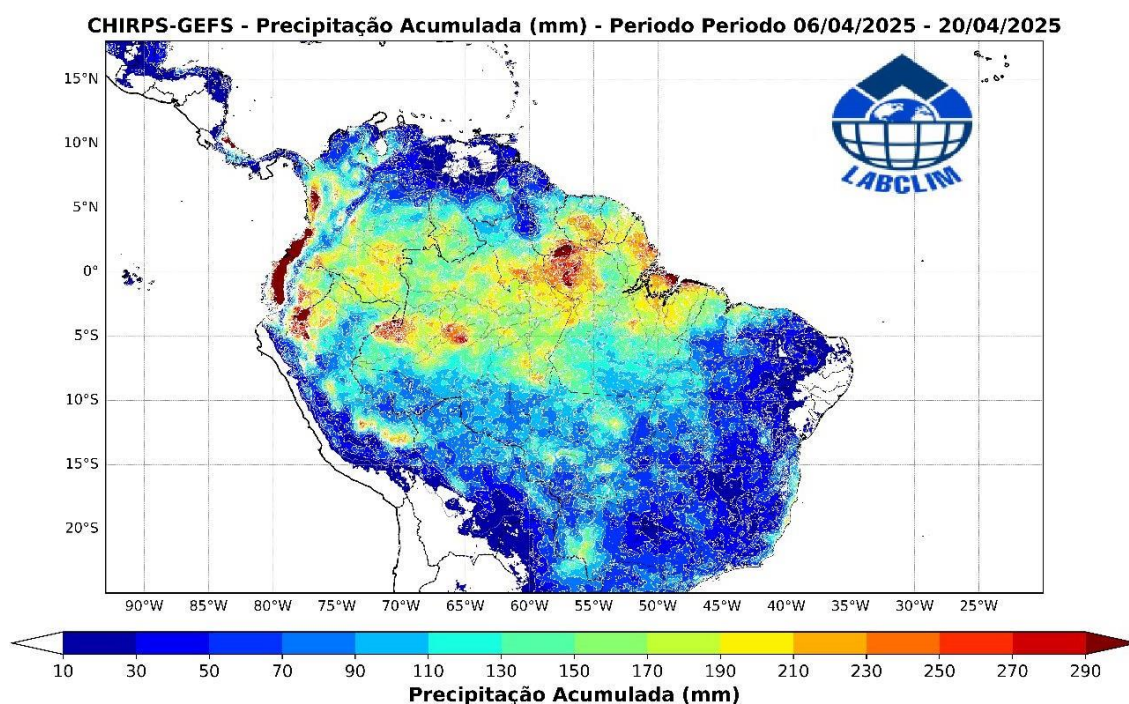 CHIRPS-GEFS - Precipitação Acumulada (mm) - Periodo Periodo 06/04/2025 - 20/04/2025
LABCLIM
15°N
10°N
5°N
0°
5°S
10°S
15°S
20°S
90°W 85°W 80°W 75°W 70°W 65°W 60°W 55°W 50°W 45°W 40°W 35°W 30°W 25°W
10 30 50 70 90 110 130 150 170 190 210 230 250 270 290
Precipitação Acumulada (mm)